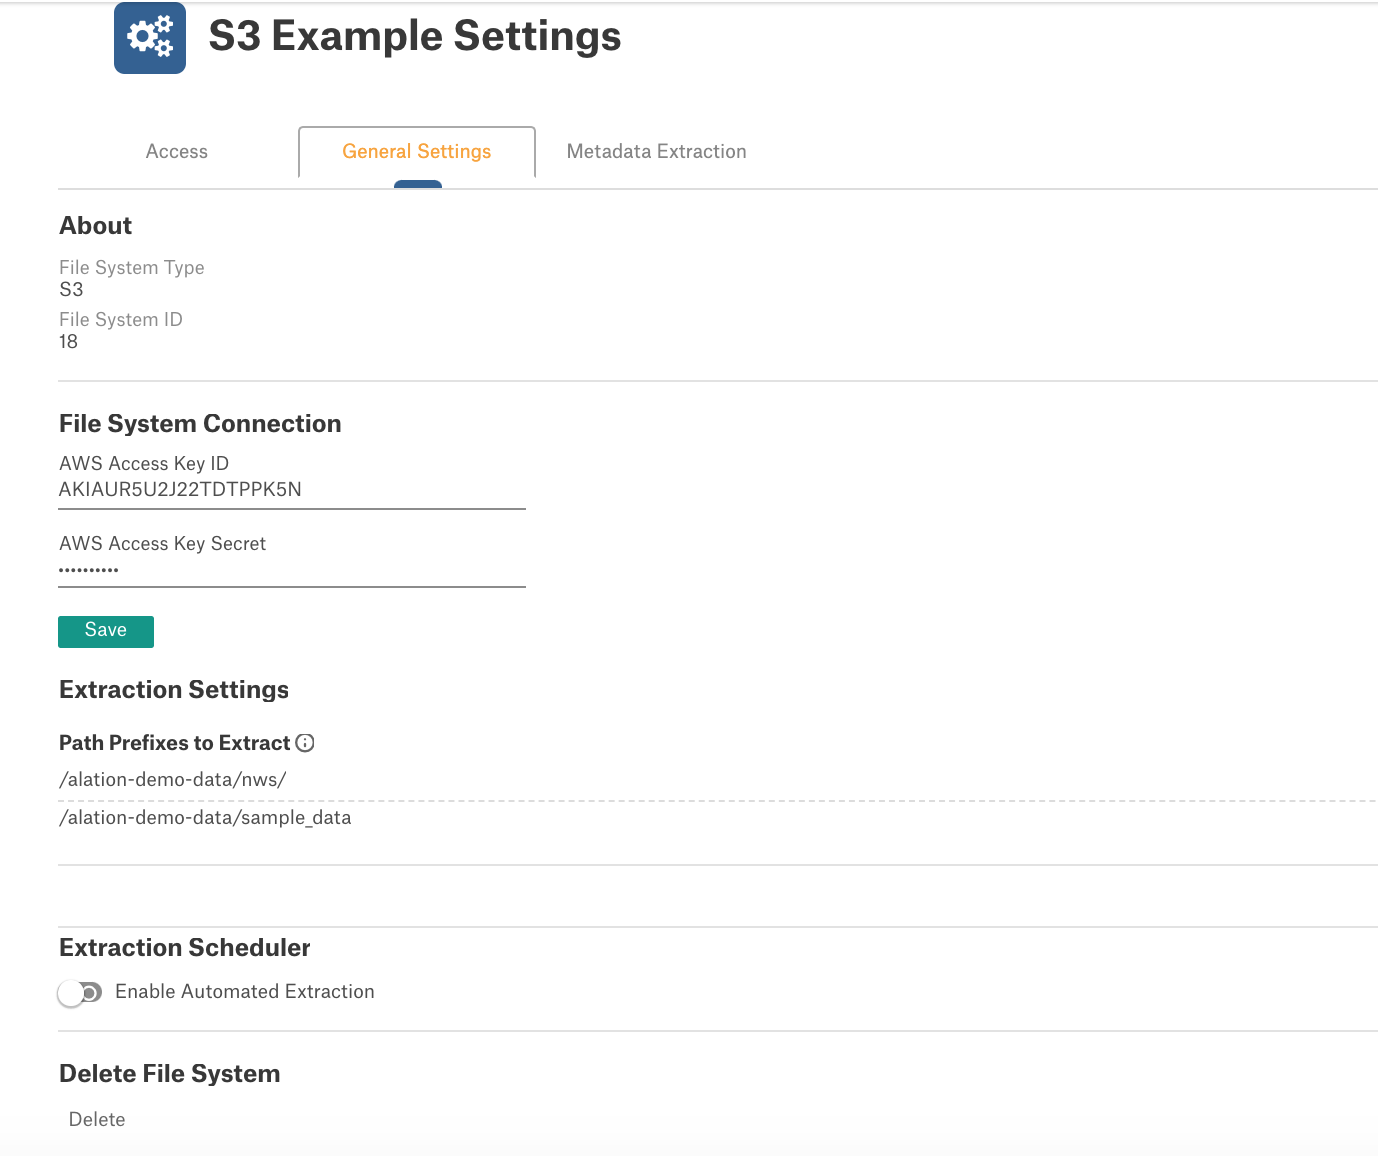 S3 Example Settings
Access
General Settings
Metadata Extraction
About
File System Type
S3
File System ID
18
File System Connection
AWS Access Key ID
AKIAUR5U2J22TDTPPK5N
AWS Access Key Secret
••••••••••
Save
Extraction Settings
Path Prefixes to Extract
/alation-demo-data/nws/
/alation-demo-data/sample_data
Extraction Scheduler
Enable Automated Extraction
Delete File System
Delete